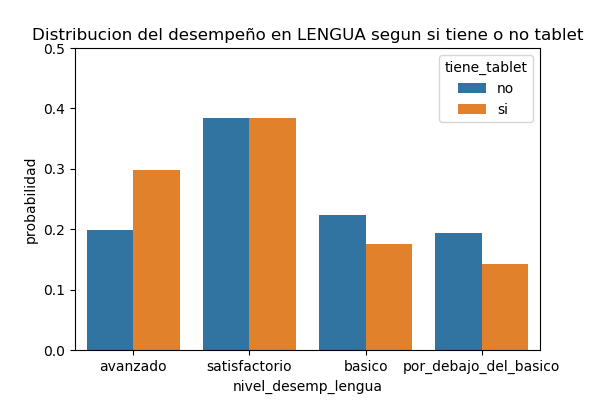 Distribucion del desempeño en LENGUA segun si tiene o no tablet
0.5
0.4
0.3
0.2
0.1
0.0
probabilidad
tiene_tablet
no
si
avanzado satisfactorio basico por_debajo_del_basico
nivel_desemp_lengua